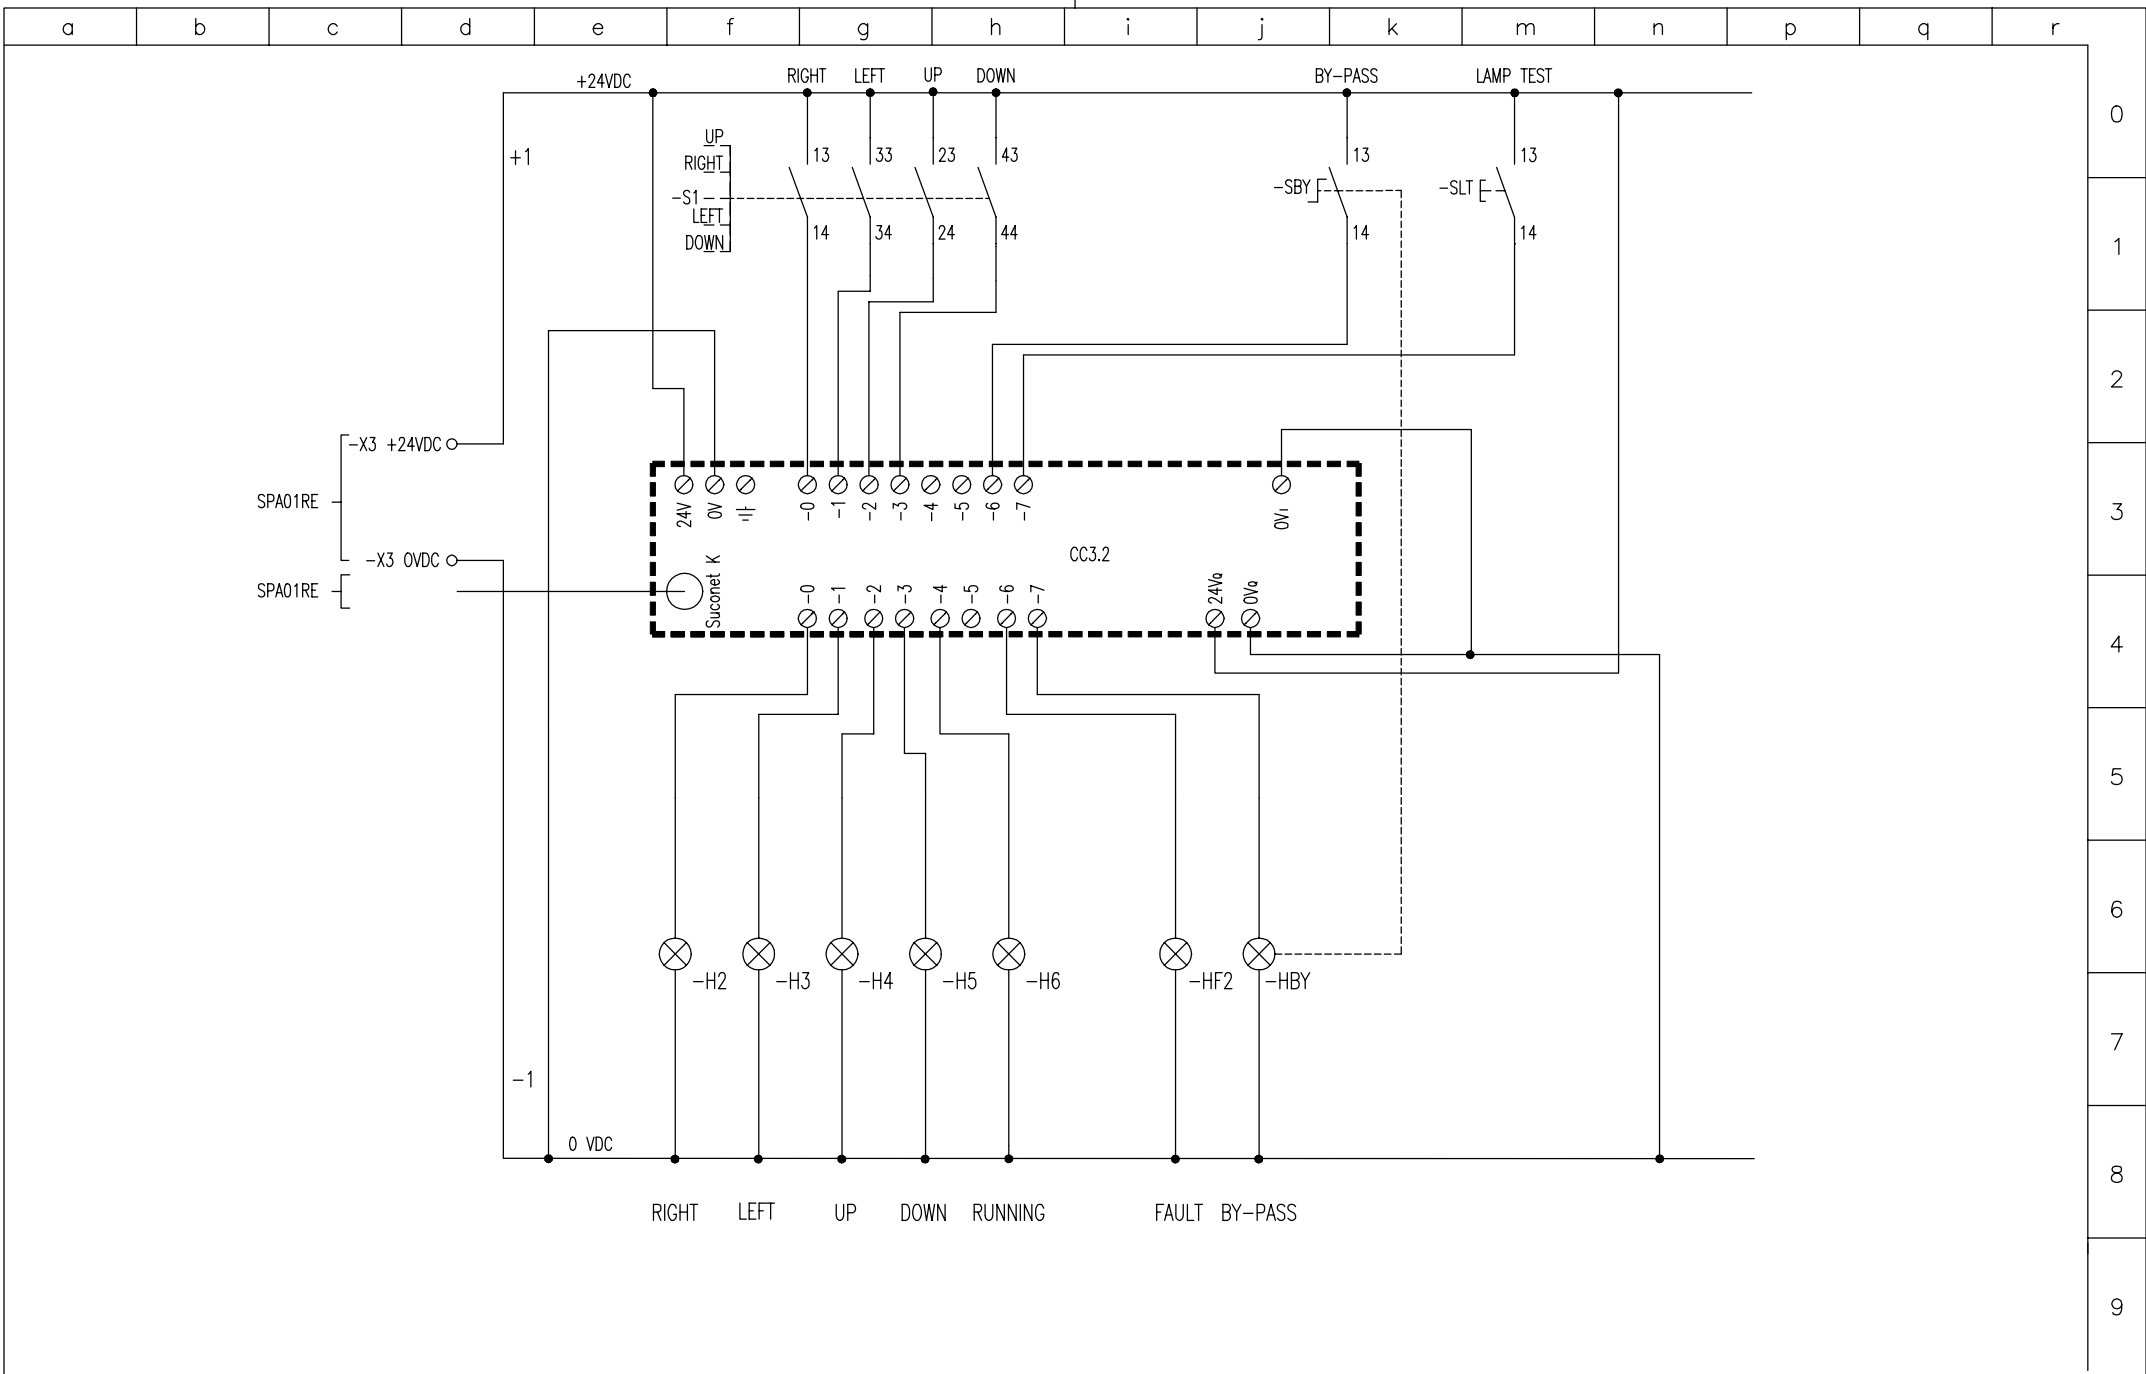 a b c d e f g h i j k m n p q r
RIGHT LEFT UP DOWN BY-PASS LAMP TEST
+24VDC
0
UP
+1 13 33 23 43 13 13
RIGHT
-S1 -SBY -SLT
LEFT
14 34 24 44 14 14
DOWN
1
2
-X3 +24VDC
SPA01RE
24V 0V -0 -1 -2 -3 -4 -5 -6 -7 0VI
3
CC3.2
-X3 0VDC
SPA01RE
Suconet K
-0 -1 -2 -3 -4 -5 -6 -7 24VQ 0VQ
4
5
6
-H2 -H3 -H4 -H5 -H6 -HF2 -HBY
7
-1
0 VDC
8
RIGHT LEFT UP DOWN RUNNING FAULT BY-PASS
9